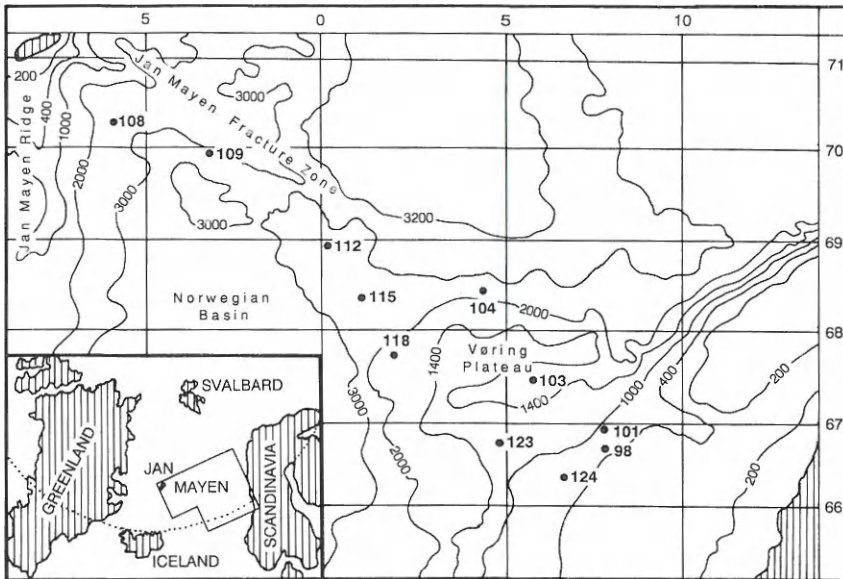 5 0 5 10
71
70
69
68
67
66
200
400
1000
2000
3000
Jan Mayen Ridge
Jan Mayen Fracture Zone
3000
108
109
3000
3200
112
115
104
2000
Norwegian
Basin
118
1400
Vøring
Plateau
103
1400
1000
400
200
3000
2000
123
101
98
124
1400
200
SVALBARD
GREENLAND
JAN
MAYEN
SCANDINAVIA
ICELAND